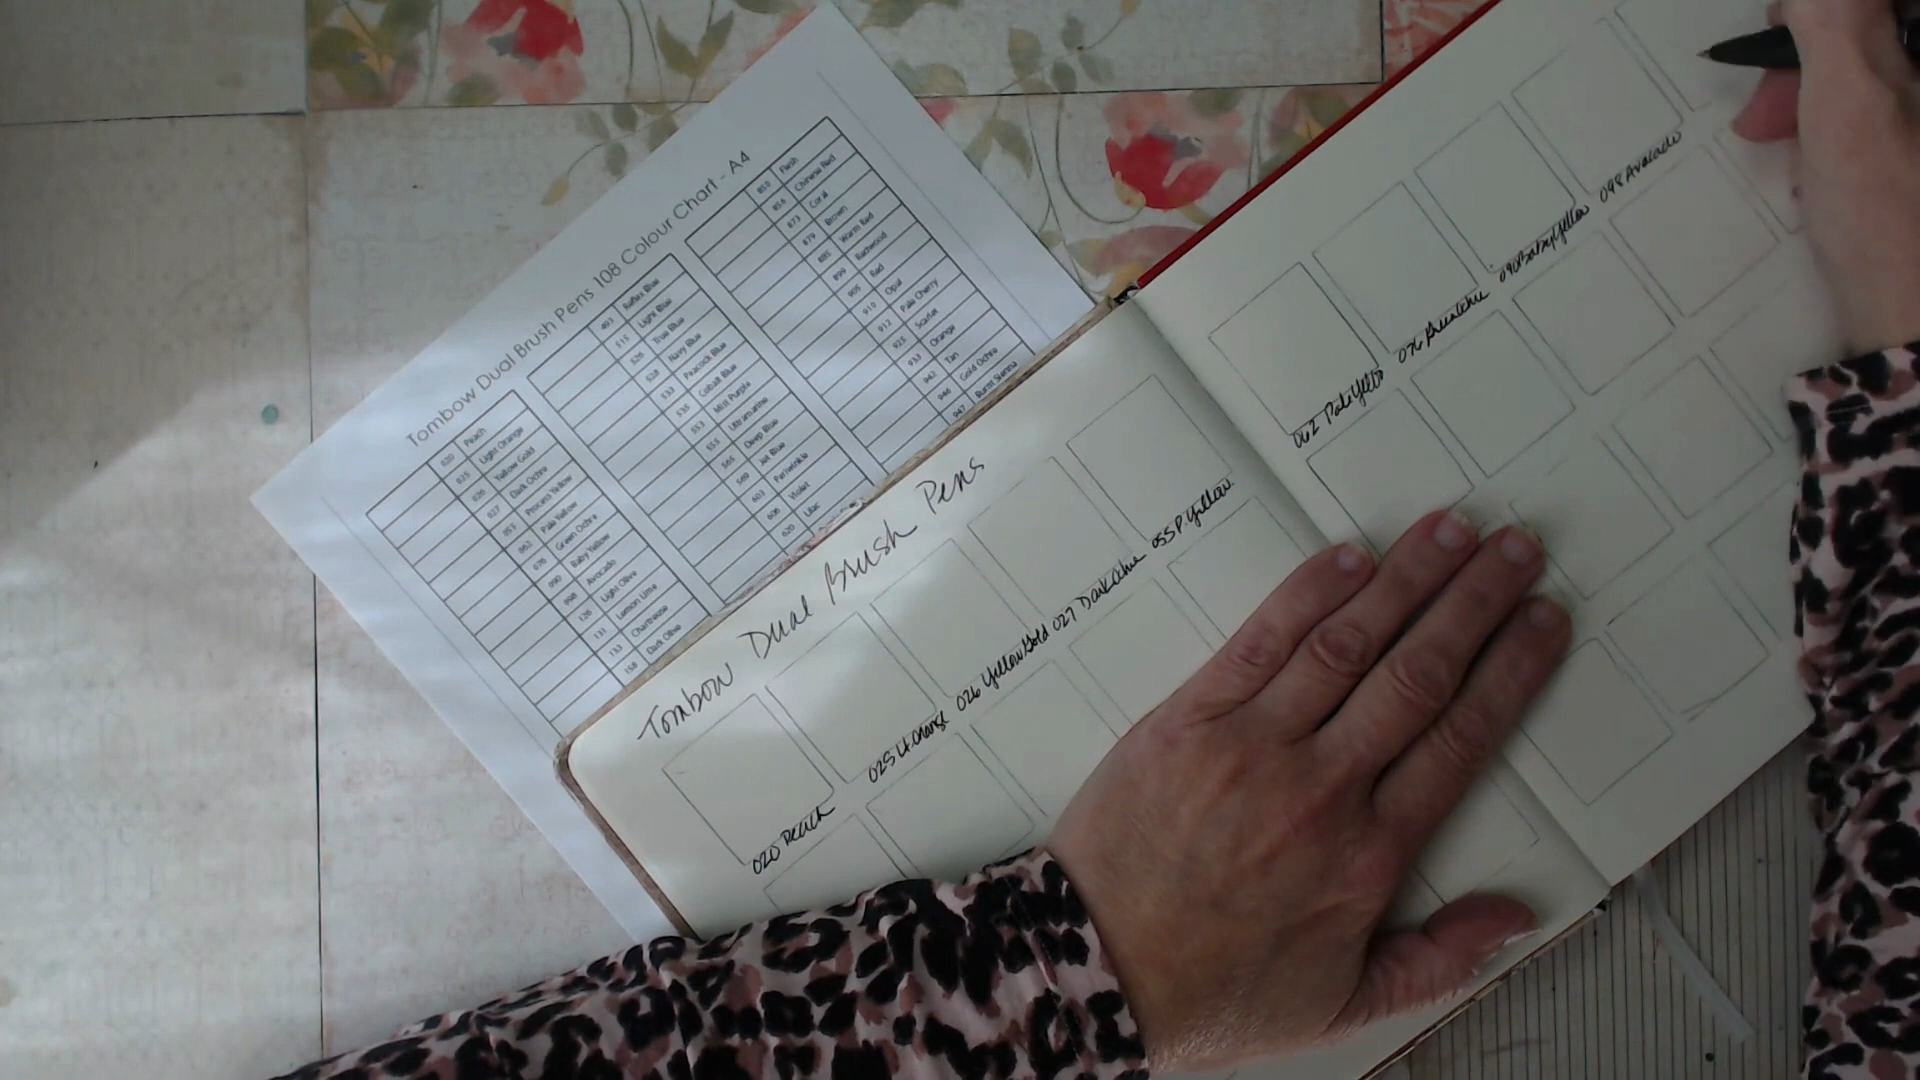 Tombow Dual Brush Pens 108 Colour Chart - A4
020 Peach
025 Light Orange
026 Yellow Gold
027 Dark Ochre
055 Process Yellow
062 Pale Yellow
076 Green Ochre
090 Baby Yellow
098 Avocado
126 Light Olive
131 Lemon Lime
133 Chartreuse
158 Dark Olive
493 Reflex Blue
515 Light Blue
526 True Blue
528 Navy Blue
533 Peacock Blue
535 Cobalt Blue
553 Mist Purple
555 Ultramarine
565 Deep Blue
569 Jet Blue
603 Periwinkle
606 Violet
620 Lilac
850 Flesh
856 Chinese Red
873 Coral
879 Brown
885 Warm Red
899 Redwood
905 Red
910 Opal
912 Pale Cherry
925 Scarlet
933 Orange
942 Tan
946 Gold Ochre
947 Burnt Sienna
Tombow Dual Brush Pens
020 Peach
025 Lt. Orange
026 Yellow Gold
027 Dark Ochre
055 P. Yellow
062 Pale Yello
076
090 Baby Yellow
098 Avocado